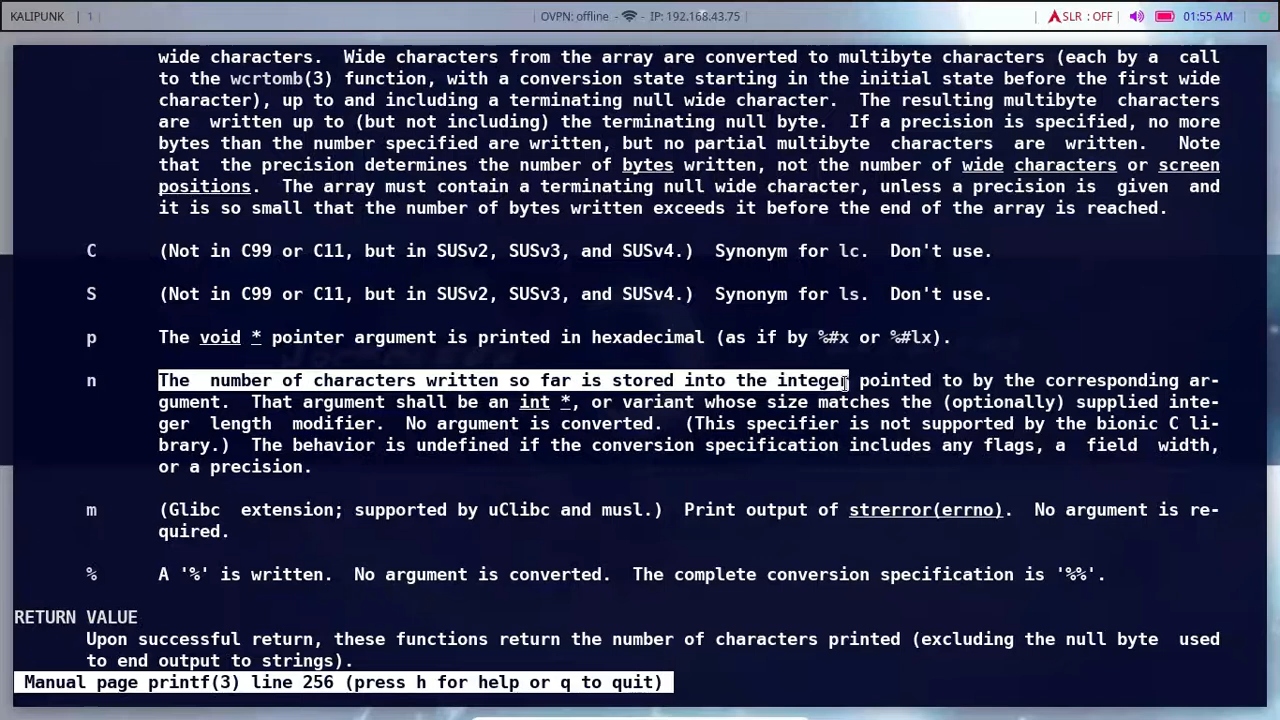 KALIPUNK | 1 | OVPN: offline - - IP: 192.168.43.75 | | ASLR : OFF | 01:55 AM
wide characters. Wide characters from the array are converted to multibyte characters (each by a call
to the wcrtomb(3) function, with a conversion state starting in the initial state before the first wide
character), up to and including a terminating null wide character. The resulting multibyte characters
are written up to (but not including) the terminating null byte. If a precision is specified, no more
bytes than the number specified are written, but no partial multibyte characters are written. Note
that the precision determines the number of bytes written, not the number of wide characters or screen
positions. The array must contain a terminating null wide character, unless a precision is given and
it is so small that the number of bytes written exceeds it before the end of the array is reached.
C (Not in C99 or C11, but in SUSv2, SUSv3, and SUSv4.) Synonym for lc. Don't use.
S (Not in C99 or C11, but in SUSv2, SUSv3, and SUSv4.) Synonym for ls. Don't use.
p The void * pointer argument is printed in hexadecimal (as if by %#x or %#lx).
n The number of characters written so far is stored into the integer pointed to by the corresponding ar-
gument. That argument shall be an int *, or variant whose size matches the (optionally) supplied inte-
ger length modifier. No argument is converted. (This specifier is not supported by the bionic C li-
brary.) The behavior is undefined if the conversion specification includes any flags, a field width,
or a precision.
m (Glibc extension; supported by uClibc and musl.) Print output of strerror(errno). No argument is re-
quired.
% A '%' is written. No argument is converted. The complete conversion specification is '%%'.
RETURN VALUE
Upon successful return, these functions return the number of characters printed (excluding the null byte used
to end output to strings).
Manual page printf(3) line 256 (press h for help or q to quit)